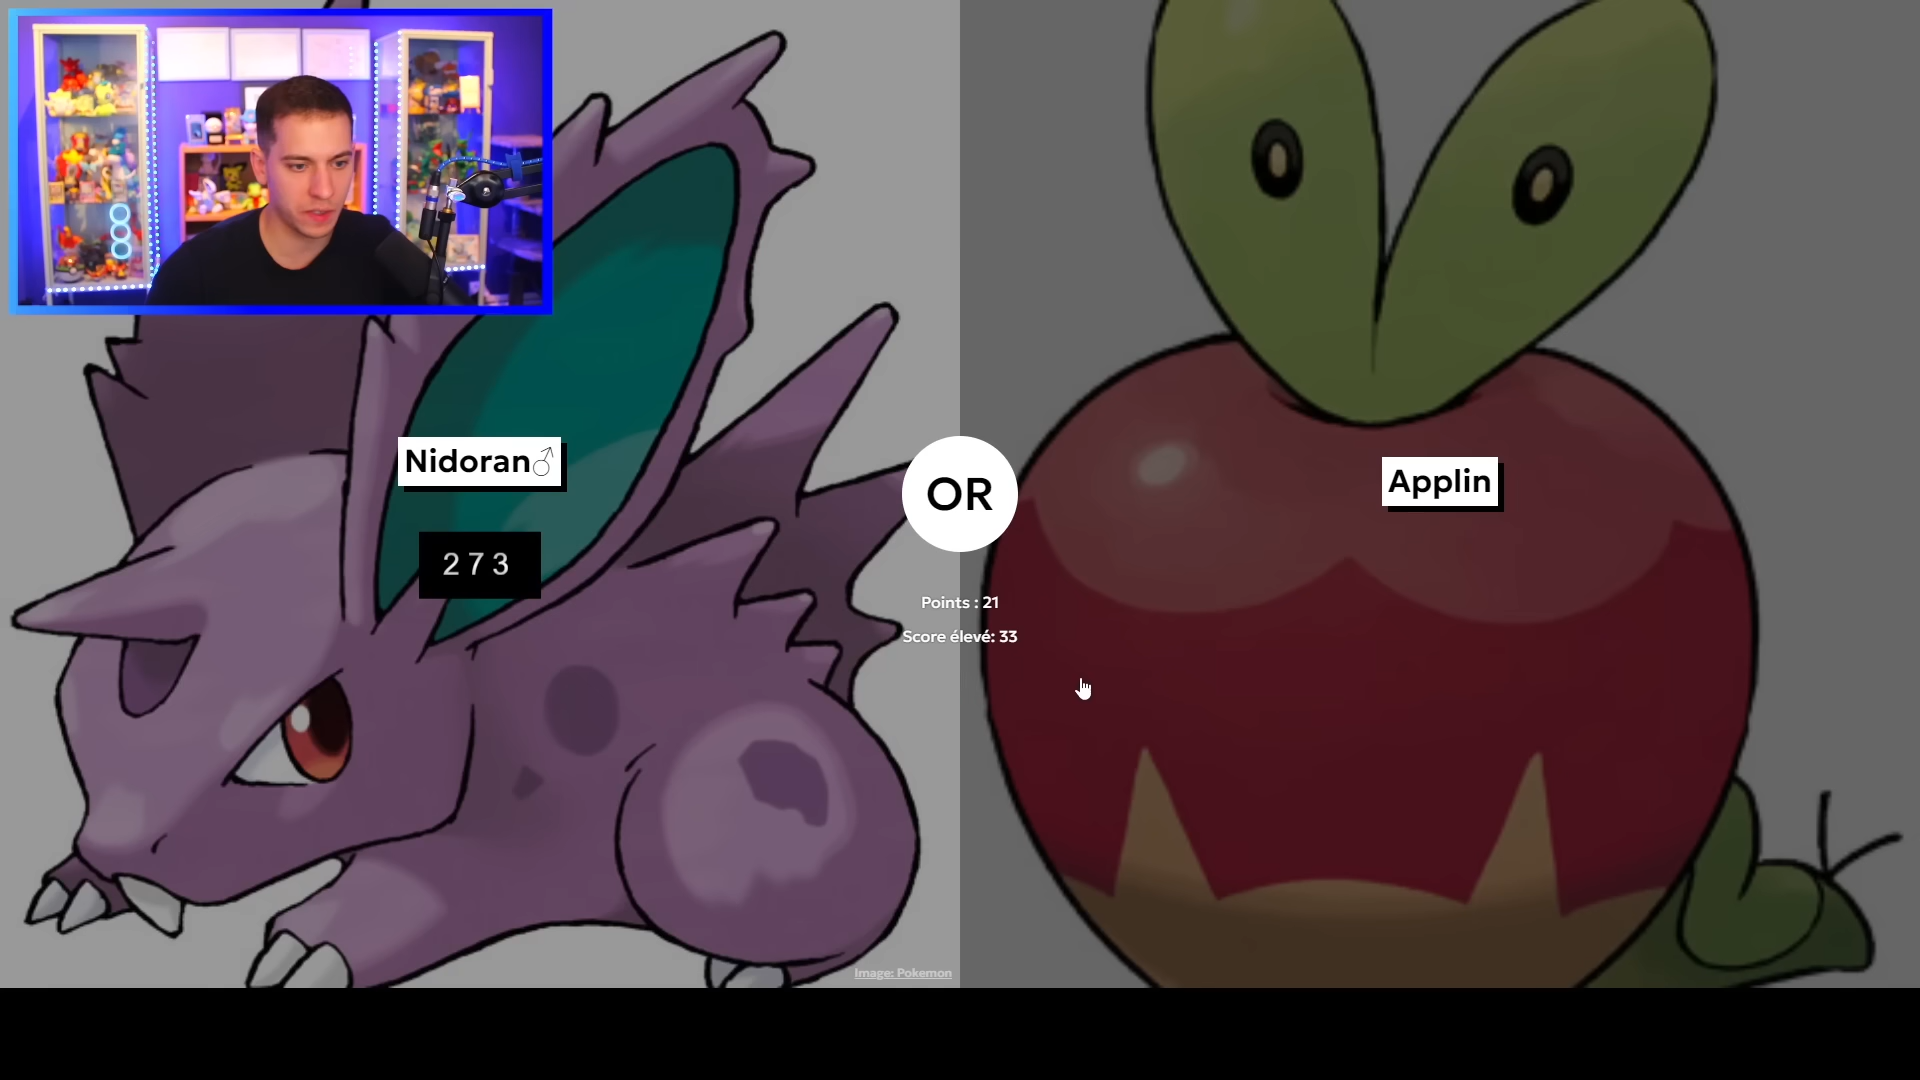 Nidoran♂
273
OR
Applin
Points : 21
Score élevé: 33
Image: Pokemon